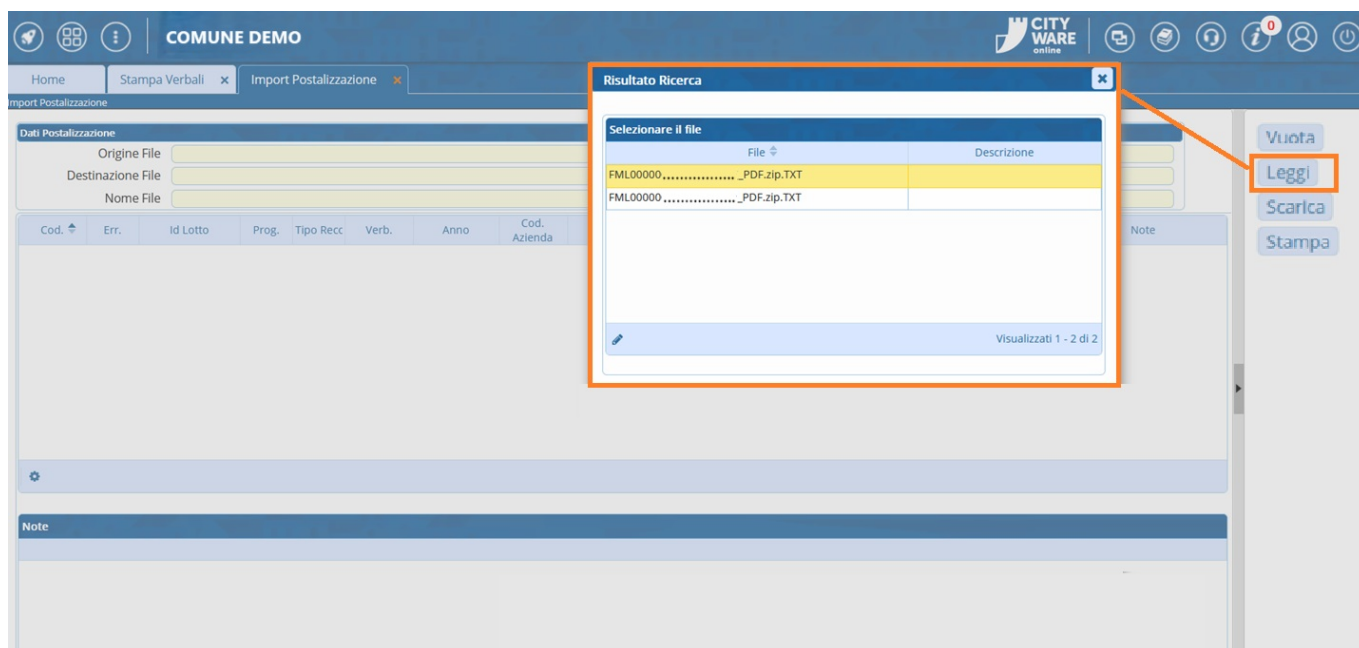 COMUNE DEMO
CITY
WARE
online
0
Home
Stampa Verbali x
Import Postalizzazione x
Import Postalizzazione
Risultato Ricerca
Dati Postalizzazione
Origine File
Destinazione File
Nome File
Selezionare il file
File Descrizione
FML00000................. _PDF.zip.TXT
FML00000 ................._PDF.zip.TXT
Visualizzati 1 - 2 di 2
Cod. Err. Id Lotto Prog. Tipo Recc Verb. Anno Cod. Azienda Note
Vuota
Leggi
Scarica
Stampa
Note